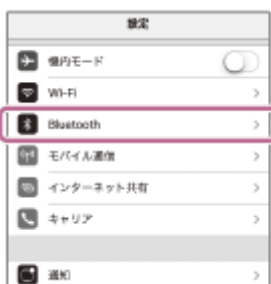 設定
機内モード
Wi-Fi
Bluetooth
モバイル通信
インターネット共有
キャリア
通知